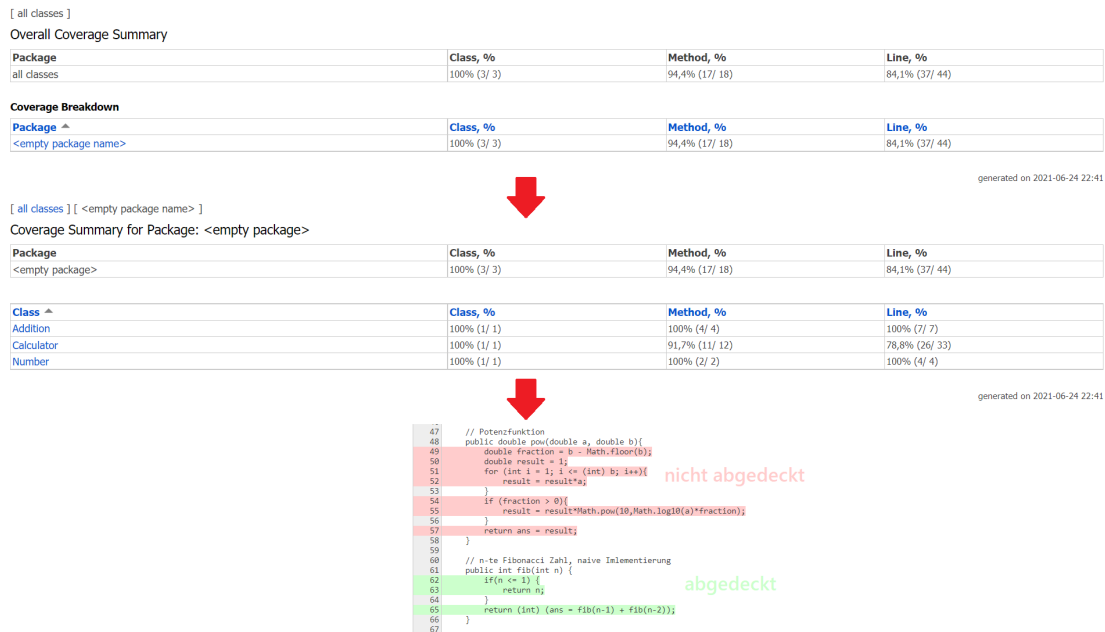 [ all classes ]
Overall Coverage Summary
Package Class, % Method, % Line, %
all classes 100% (3/ 3) 94,4% (17/ 18) 84,1% (37/ 44)
Coverage Breakdown
Package Class, % Method, % Line, %
<empty package name> 100% (3/ 3) 94,4% (17/ 18) 84,1% (37/ 44)
generated on 2021-06-24 22:41
[ all classes ] [ <empty package name> ]
Coverage Summary for Package: <empty package>
Package Class, % Method, % Line, %
<empty package> 100% (3/ 3) 94,4% (17/ 18) 84,1% (37/ 44)
Class Class, % Method, % Line, %
Addition 100% (1/ 1) 100% (4/ 4) 100% (7/ 7)
Calculator 100% (1/ 1) 91,7% (11/ 12) 78,8% (26/ 33)
Number 100% (1/ 1) 100% (2/ 2) 100% (4/ 4)
generated on 2021-06-24 22:41
47 // Potenzfunktion
48 public double pow(double a, double b){
49 double fraction = b - Math.floor(b);
50 double result = 1;
51 for (int i = 1; i <= (int) b; i++){
nicht abgedeckt
52 result = result*a;
53 }
54 if (fraction > 0){
55 result = result*Math.pow(10,Math.log10(a)*fraction);
56 }
57 return ans = result;
58 }
59
60 // n-te Fibonacci Zahl, naive Imlementierung
61 public int fib(int n) {
62 if(n <= 1) {
abgedeckt
63 return n;
64 }
65 return (int) (ans = fib(n-1) + fib(n-2));
66 }
67